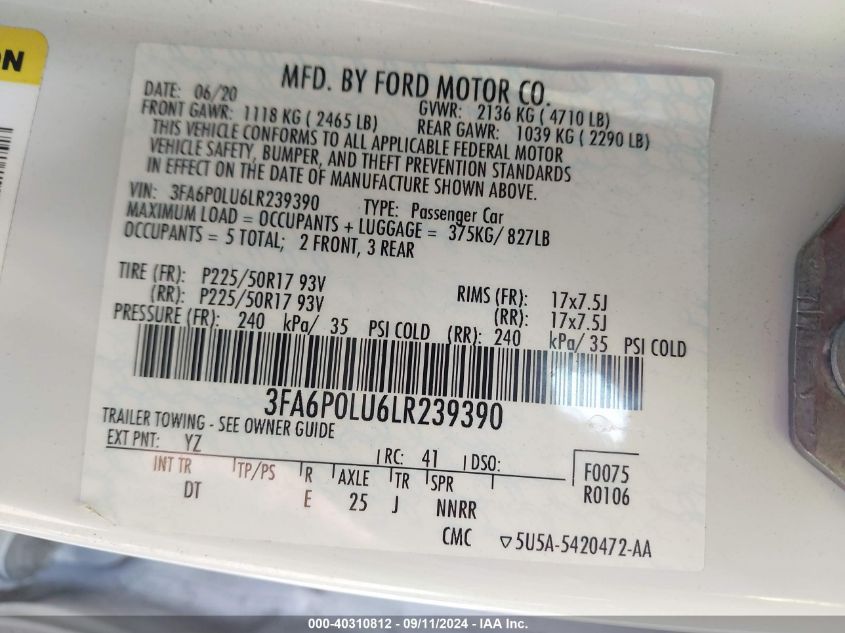 ON
MFD. BY FORD MOTOR CO.
DATE: 06/20 GVWR: 2136 KG ( 4710 LB)
FRONT GAWR: 1118 KG ( 2465 LB) REAR GAWR: 1039 KG ( 2290 LB)
THIS VEHICLE CONFORMS TO ALL APPLICABLE FEDERAL MOTOR
VEHICLE SAFETY, BUMPER, AND THEFT PREVENTION STANDARDS
IN EFFECT ON THE DATE OF MANUFACTURE SHOWN ABOVE.
VIN: 3FA6P0LU6LR239390 TYPE: Passenger Car
MAXIMUM LOAD = OCCUPANTS + LUGGAGE = 375KG/ 827LB
OCCUPANTS = 5 TOTAL; 2 FRONT, 3 REAR
TIRE (FR): P225/50R17 93V RIMS (FR): 17x7.5J
(RR): P225/50R17 93V (RR): 17x7.5J
PRESSURE (FR): 240 kPa/ 35 PSI COLD (RR): 240 kPa/ 35 PSI COLD
3FA6P0LU6LR239390
TRAILER TOWING - SEE OWNER GUIDE
EXT PNT: YZ RC: 41 DSO: F0075
INT TR TP/PS R AXLE TR SPR R0106
DT E 25 J NNRR
CMC ▽5U5A-5420472-AA
000-40310812 - 09/11/2024 - IAA Inc.